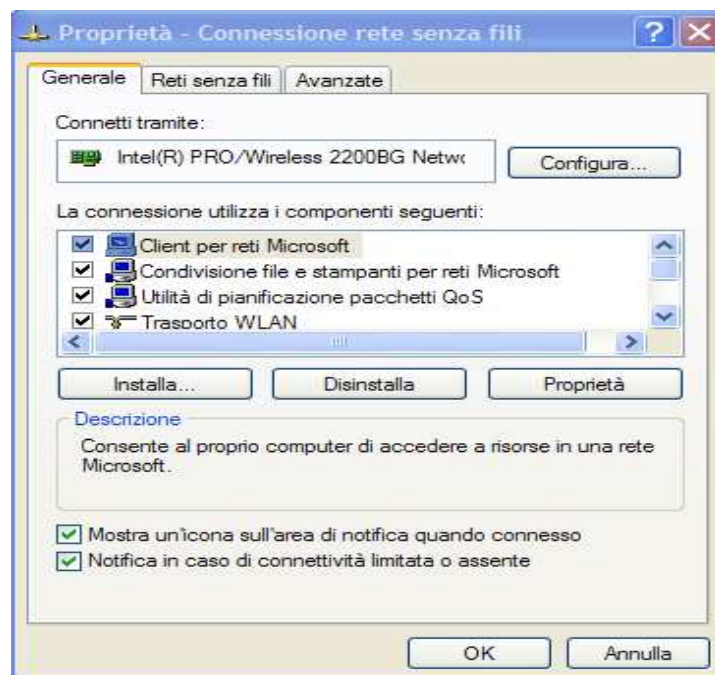 Proprietà - Connessione rete senza fili
Generale Reti senza fili Avanzate
Connetti tramite:
Intel(R) PRO/Wireless 2200BG Netwo
Configura...
La connessione utilizza i componenti seguenti:
Client per reti Microsoft
Condivisione file e stampanti per reti Microsoft
Utilità di pianificazione pacchetti QoS
Trasporto WLAN
Installa... Disinstalla Proprietà
Descrizione
Consente al proprio computer di accedere a risorse in una rete
Microsoft.
Mostra un'icona sull'area di notifica quando connesso
Notifica in caso di connettività limitata o assente
OK Annulla